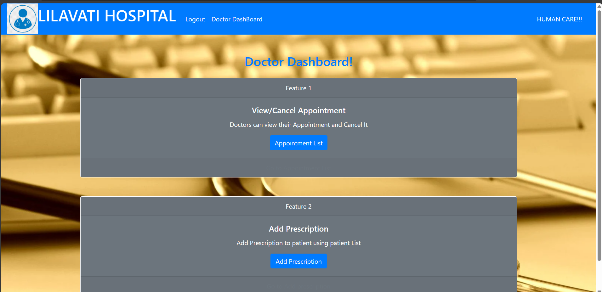 LILAVATI HOSPITAL
Logout Doctor DashBoard
HUMAN CARE!!!
Doctor Dashboard!
Feature 1
View/Cancel Appointment
Doctors can view their Appointment and Cancel It
Appointment List
Feature 2
Add Prescription
Add Prescription to patient using patient List
Add Prescription